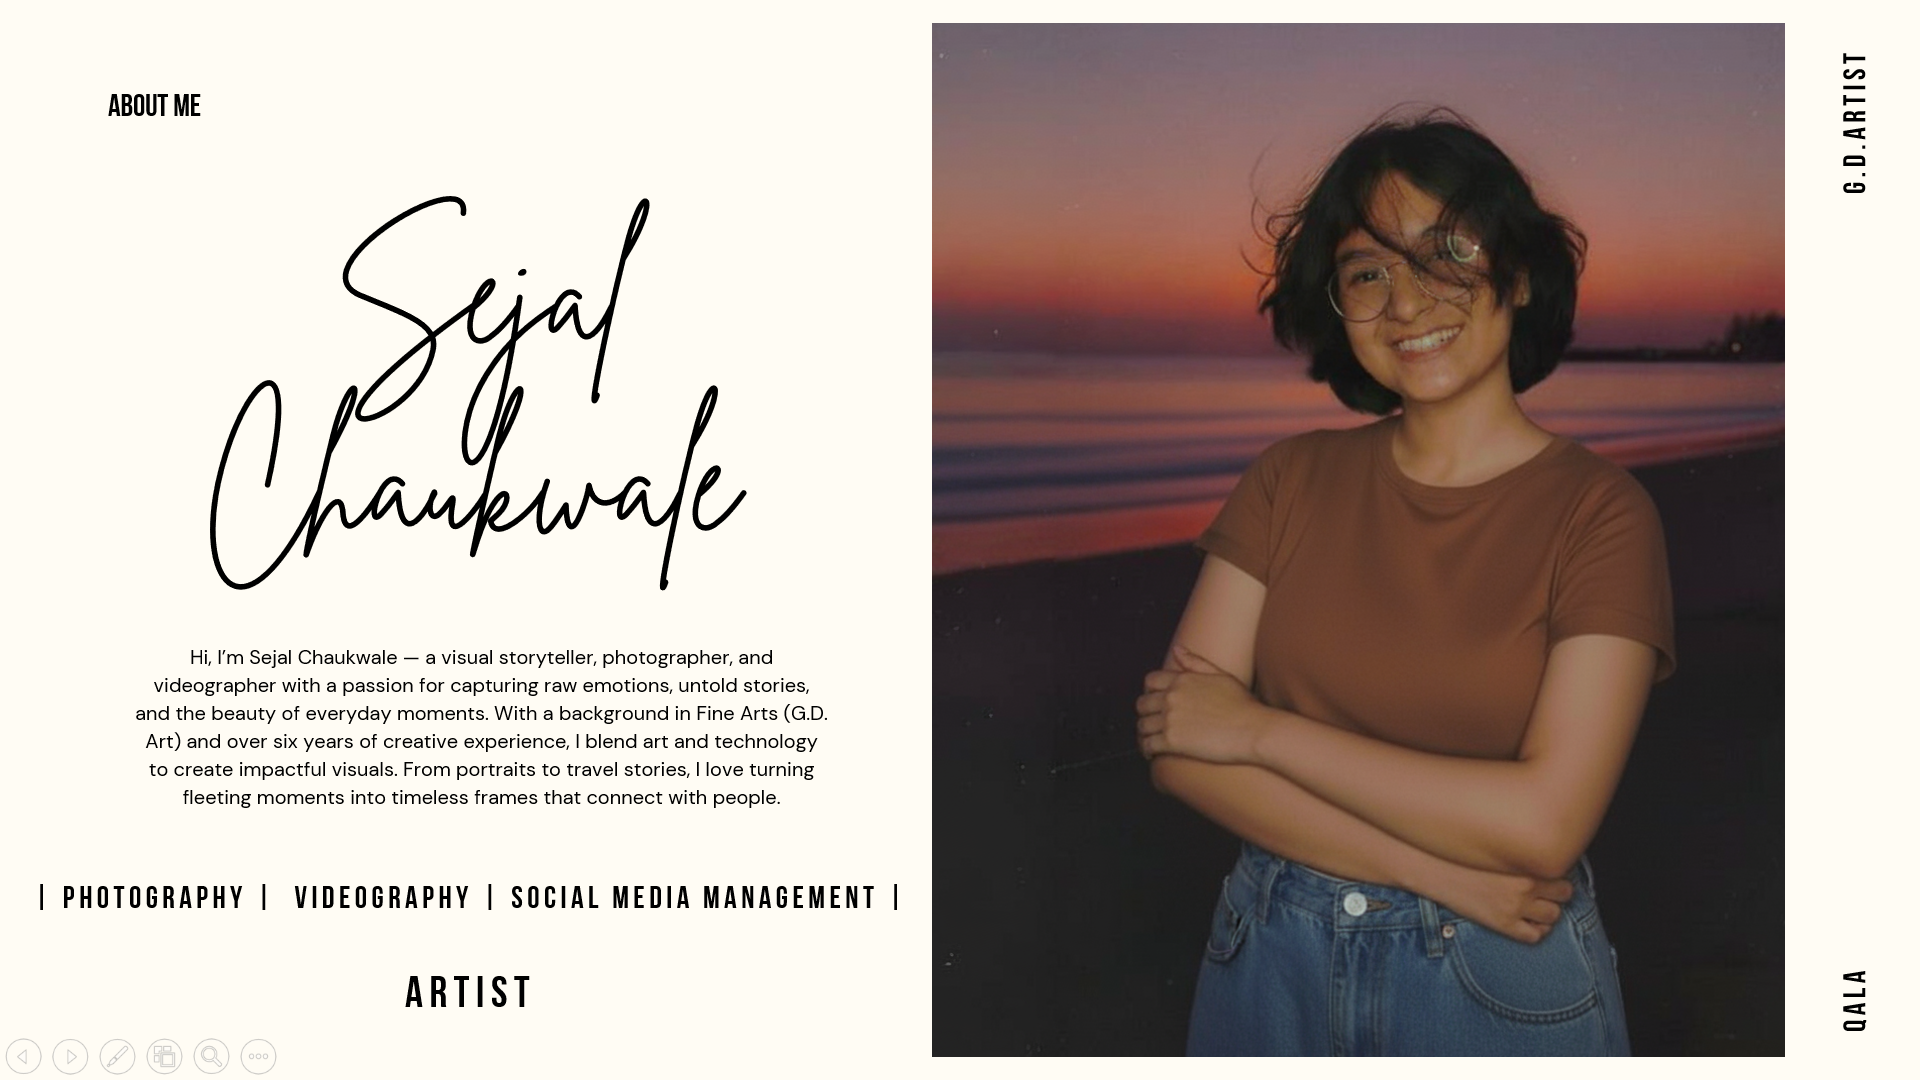 ABOUT ME
Sejal
Chaukwale
Hi, I’m Sejal Chaukwale — a visual storyteller, photographer, and
videographer with a passion for capturing raw emotions, untold stories,
and the beauty of everyday moments. With a background in Fine Arts (G.D.
Art) and over six years of creative experience, I blend art and technology
to create impactful visuals. From portraits to travel stories, I love turning
fleeting moments into timeless frames that connect with people.
| PHOTOGRAPHY | VIDEOGRAPHY | SOCIAL MEDIA MANAGEMENT |
ARTIST
G.D.ARTIST
QALA